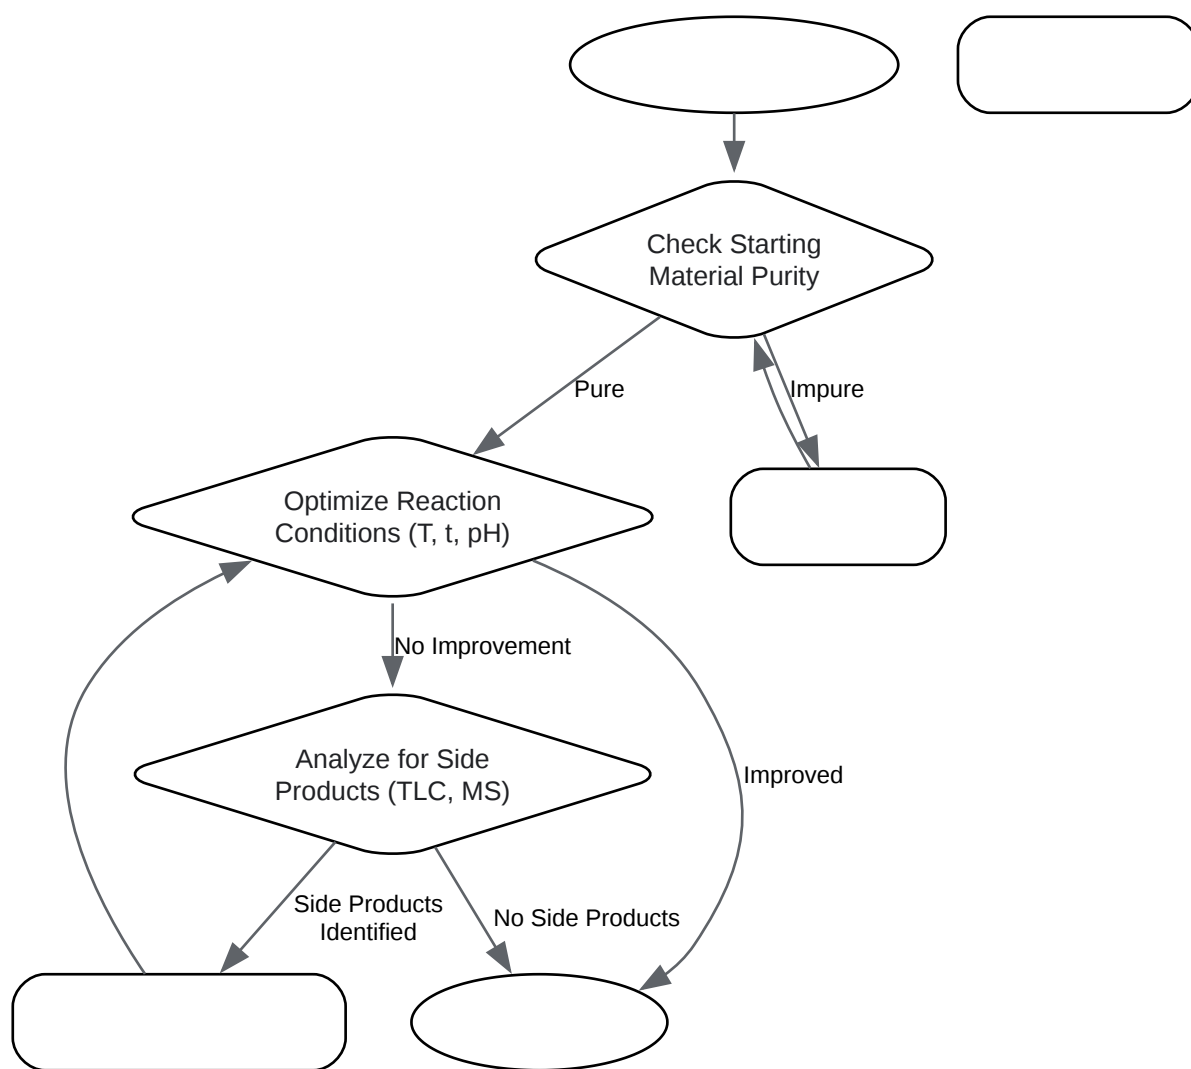 Check Starting
Material Purity
Pure
Impure
Optimize Reaction
Conditions (T, t, pH)
No Improvement
Analyze for Side
Products (TLC, MS)
Improved
Side Products
Identified
No Side Products